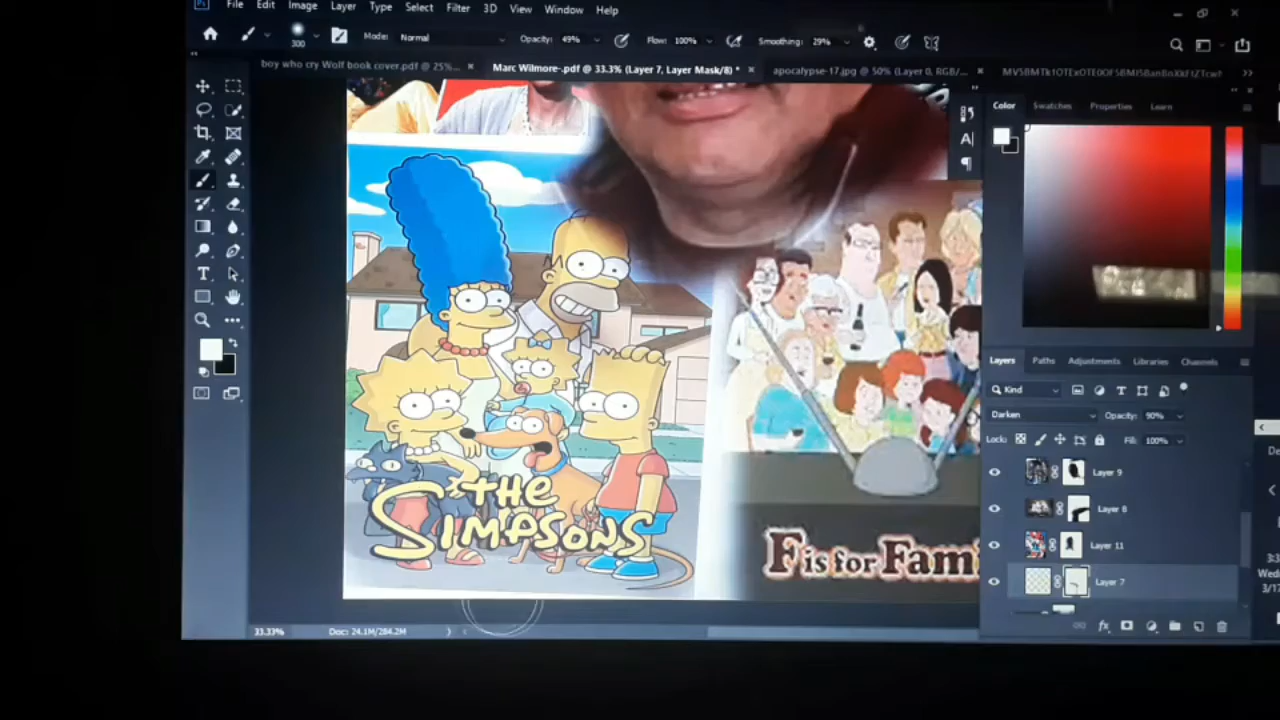 File Edit Image Layer Type Select Filter 3D View Window Help
300 Mode: Normal Opacity: 49% Flow: 100% Smoothing: 29%
boy who cry Wolf book cover.pdf @ 25%... Marc Wilmore-.pdf @ 33.3% (Layer 7, Layer Mask/8) * apocalypse-17.jpg @ 50% (Layer 0, RGB/...
Color Swatches Properties Learn
Layers Paths Adjustments Libraries Channels
Kind
Darken Opacity: 90%
Lock: Fill: 100%
Layer 9
Layer 8
Layer 11
Layer 7
THE
SIMPSONS
F is for Fam
33.33% Doc: 24.1M/284.2M